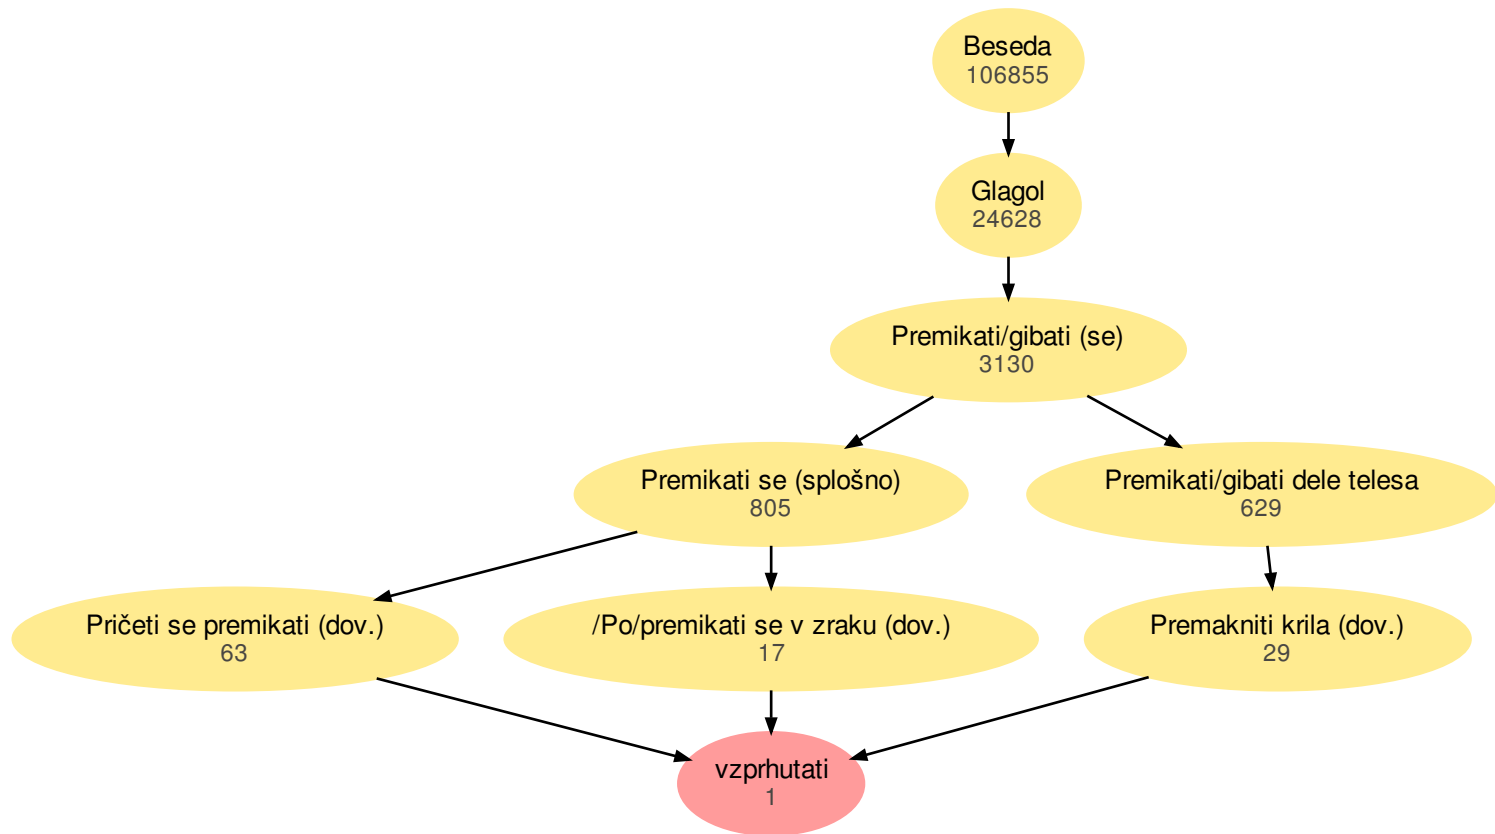 Beseda
106855
Glagol
24628
Premikati/gibati (se)
3130
Premikati se (splošno)
805
Premikati/gibati dele telesa
629
Pričeti se premikati (dov.)
63
/Po/premikati se v zraku (dov.)
17
Premakniti krila (dov.)
29
vzprhutati
1